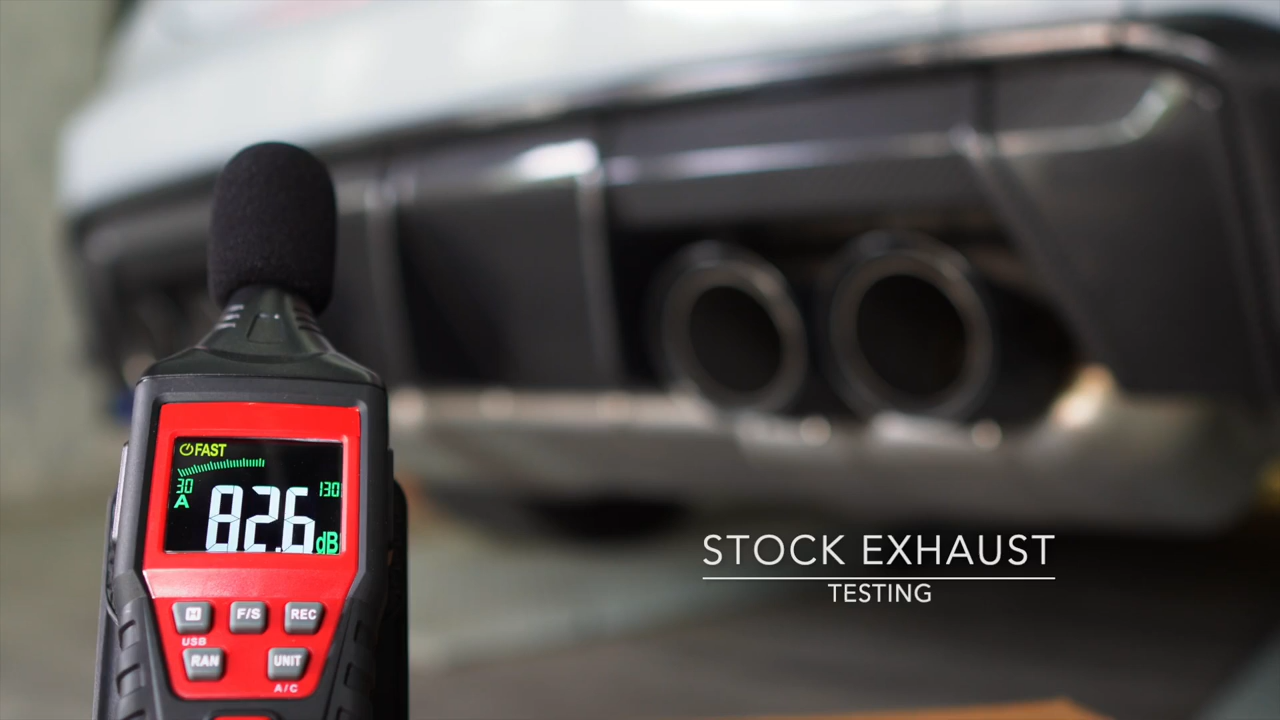 FAST
30
130
A
82.6
dB
STOCK EXHAUST
TESTING
H
F/S
REC
USB
RAN
UNIT
A/C